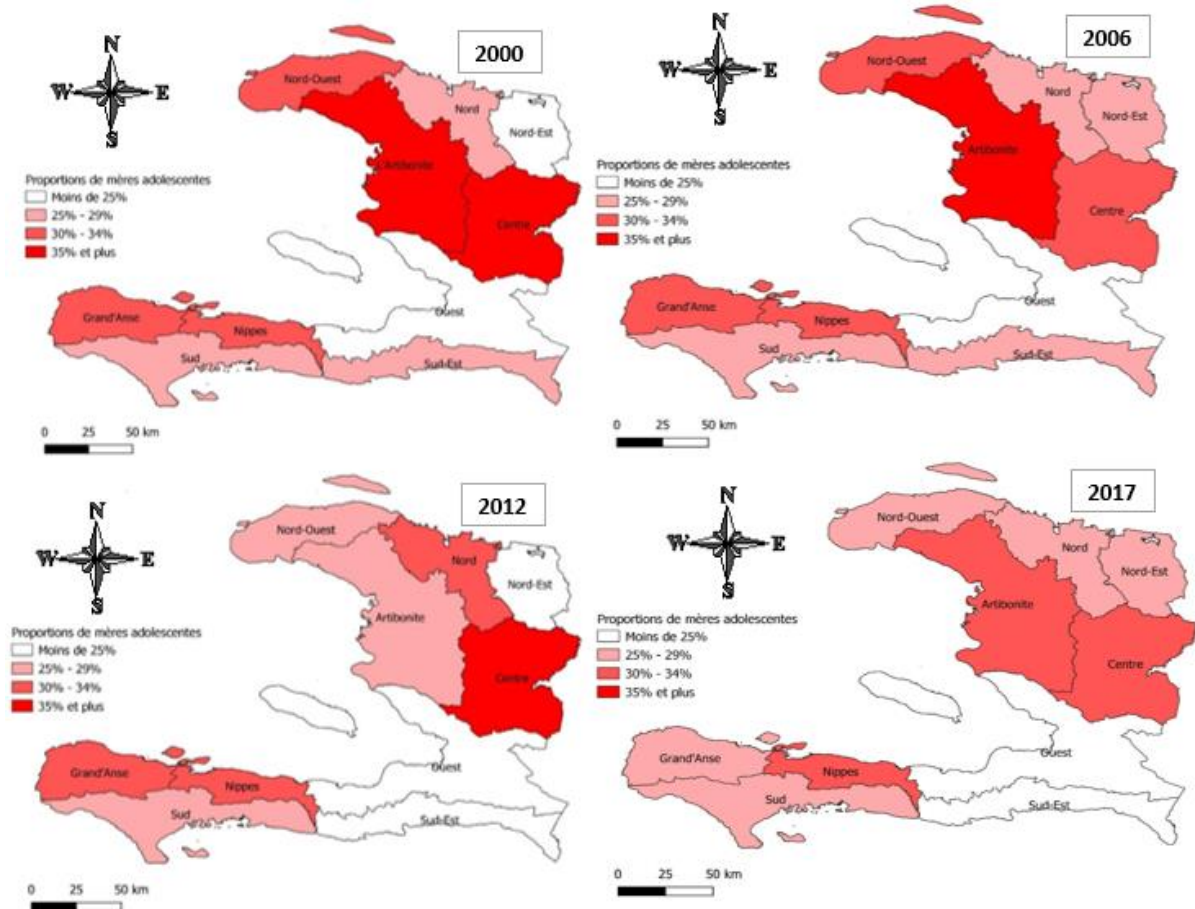 2000
N
W E
S
Nord-Ouest
Nord
Nord-Est
L'Artibonite
Centre
Proportions de mères adolescentes
Moins de 25%
25% - 29%
30% - 34%
35% et plus
Ouest
Grand'Anse
Nippes
Sud
Sud-Est
0 25 50 km
2006
N
W E
S
Nord-Ouest
Nord
Nord-Est
Artibonite
Centre
Proportions de mères adolescentes
Moins de 25%
25% - 29%
30% - 34%
35% et plus
Ouest
Grand'Anse
Nippes
Sud
Sud-Est
0 25 50 km
2012
N
W E
S
Nord-Ouest
Nord
Nord-Est
Artibonite
Centre
Proportions de mères adolescentes
Moins de 25%
25% - 29%
30% - 34%
35% et plus
Ouest
Grand'Anse
Nippes
Sud
Sud-Est
0 25 50 km
2017
N
W E
S
Nord-Ouest
Nord
Nord-Est
Artibonite
Centre
Proportions de mères adolescentes
Moins de 25%
25% - 29%
30% - 34%
35% et plus
Ouest
Grand'Anse
Nippes
Sud
Sud-Est
0 25 50 km